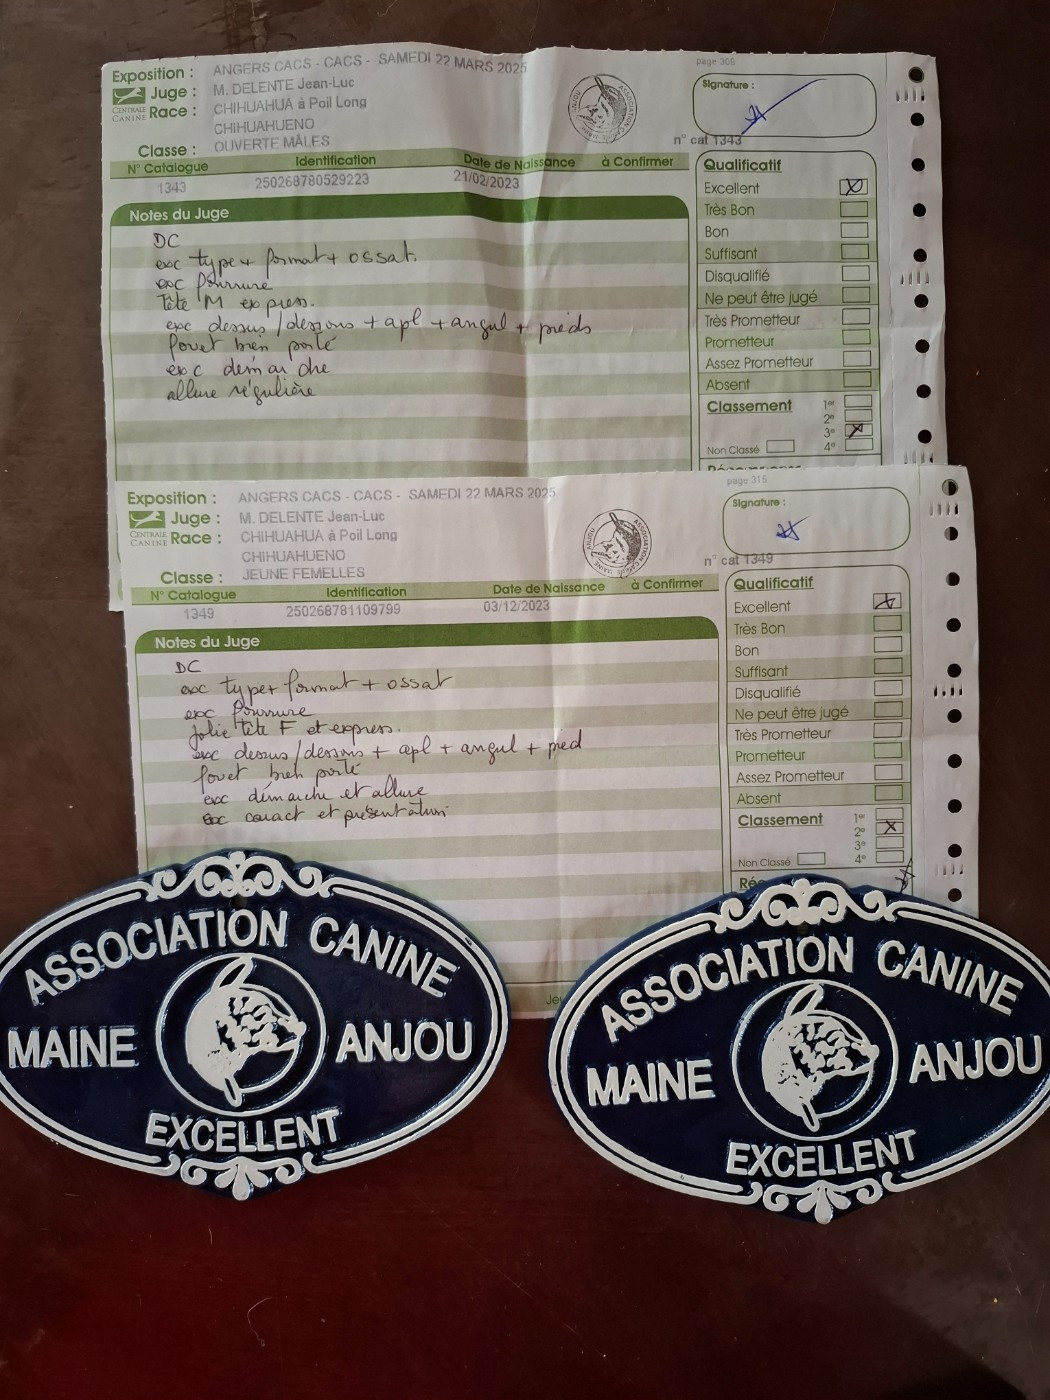 page 306
Exposition : ANGERS CACS - CACS - SAMEDI 22 MARS 2025
Signature :
Juge : M. DELENTE Jean-Luc
CENTRALE CANINE
Race : CHIHUAHUA à Poil Long
CHIHUAHUENO
n° cat 1343
Classe : OUVERTE MÂLES
N° Catalogue Identification Date de Naissance à Confirmer
1343 250268780529223 21/02/2023
Notes du Juge
DC
exc type + format + ossat.
exc fourrure
Tête M express.
exc dessus / dessous + apl + angul + pieds
fouet bien porté
exc démarche
allure régulière
Qualificatif
Excellent
Très Bon
Bon
Suffisant
Disqualifié
Ne peut être jugé
Très Prometteur
Prometteur
Assez Prometteur
Absent
Classement 1er
2e
3e
Non Classé 4e
page 315
Exposition : ANGERS CACS - CACS - SAMEDI 22 MARS 2025
Signature :
Juge : M. DELENTE Jean-Luc
CENTRALE CANINE
Race : CHIHUAHUA à Poil Long
CHIHUAHUENO
n° cat 1349
Classe : JEUNE FEMELLES
N° Catalogue Identification Date de Naissance à Confirmer
1349 250268781109799 03/12/2023
Notes du Juge
DC
exc type + format + ossat
exc fourrure
jolie Tête F et express.
exc dessus / dessous + apl + angul + pied
fouet bien porté
exc démarche et allure
exc caract et présentation
Qualificatif
Excellent
Très Bon
Bon
Suffisant
Disqualifié
Ne peut être jugé
Très Prometteur
Prometteur
Assez Prometteur
Absent
Classement 1er
2e
3e
Non Classé 4e
ASSOCIATION CANINE
MAINE ANJOU
EXCELLENT
ASSOCIATION CANINE
MAINE ANJOU
EXCELLENT